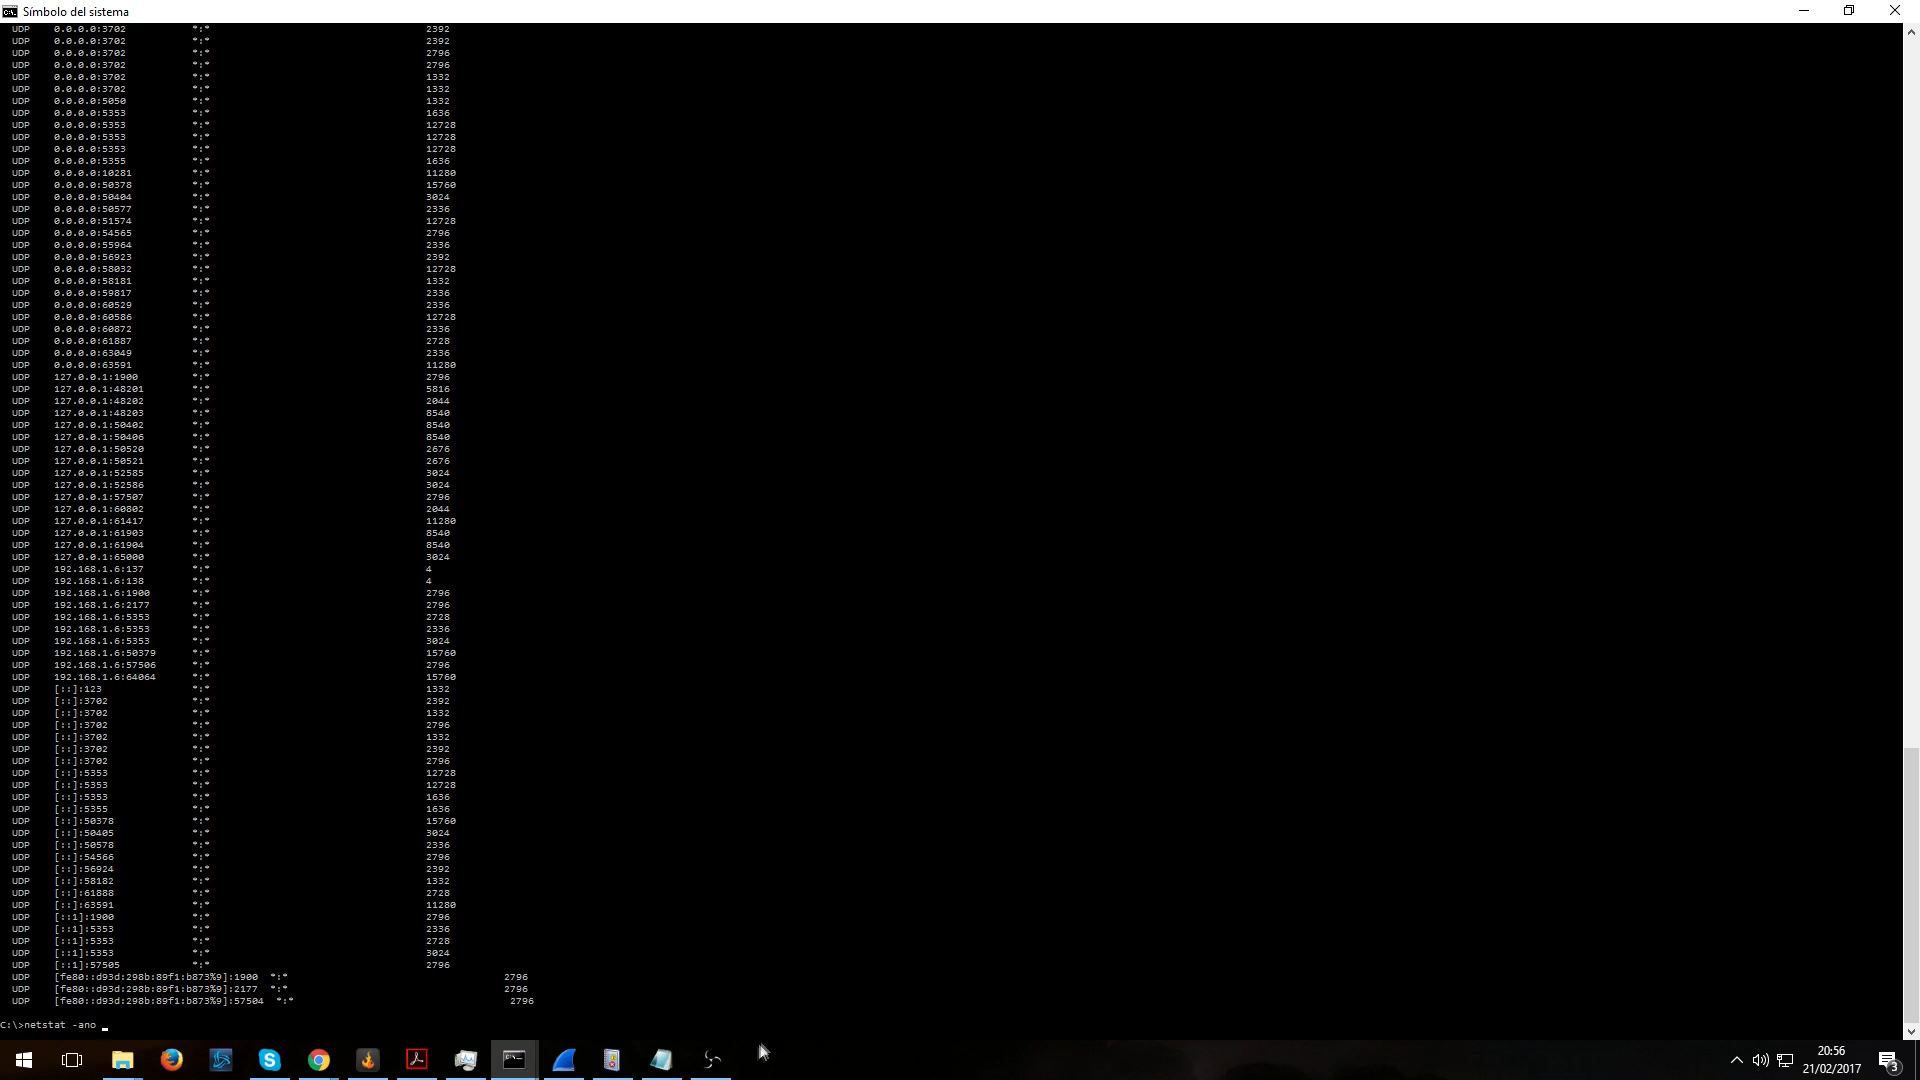 Símbolo del sistema
UDP 0.0.0.0:3702 *:* 2392
UDP 0.0.0.0:3702 *:* 2392
UDP 0.0.0.0:3702 *:* 2796
UDP 0.0.0.0:3702 *:* 2796
UDP 0.0.0.0:3702 *:* 1332
UDP 0.0.0.0:3702 *:* 1332
UDP 0.0.0.0:5050 *:* 1332
UDP 0.0.0.0:5353 *:* 1636
UDP 0.0.0.0:5353 *:* 12728
UDP 0.0.0.0:5353 *:* 12728
UDP 0.0.0.0:5353 *:* 12728
UDP 0.0.0.0:5355 *:* 1636
UDP 0.0.0.0:10281 *:* 11280
UDP 0.0.0.0:50378 *:* 15760
UDP 0.0.0.0:50404 *:* 3024
UDP 0.0.0.0:50577 *:* 2336
UDP 0.0.0.0:51574 *:* 12728
UDP 0.0.0.0:54565 *:* 2796
UDP 0.0.0.0:55964 *:* 2336
UDP 0.0.0.0:56923 *:* 2392
UDP 0.0.0.0:58032 *:* 12728
UDP 0.0.0.0:58181 *:* 1332
UDP 0.0.0.0:59817 *:* 2336
UDP 0.0.0.0:60529 *:* 2336
UDP 0.0.0.0:60586 *:* 12728
UDP 0.0.0.0:60872 *:* 2336
UDP 0.0.0.0:61887 *:* 2728
UDP 0.0.0.0:63049 *:* 2336
UDP 0.0.0.0:63591 *:* 11280
UDP 127.0.0.1:1900 *:* 2796
UDP 127.0.0.1:48201 *:* 5816
UDP 127.0.0.1:48202 *:* 2044
UDP 127.0.0.1:48203 *:* 8540
UDP 127.0.0.1:50402 *:* 8540
UDP 127.0.0.1:50406 *:* 8540
UDP 127.0.0.1:50520 *:* 2676
UDP 127.0.0.1:50521 *:* 2676
UDP 127.0.0.1:52585 *:* 3024
UDP 127.0.0.1:52586 *:* 3024
UDP 127.0.0.1:57507 *:* 2796
UDP 127.0.0.1:60802 *:* 2044
UDP 127.0.0.1:61417 *:* 11280
UDP 127.0.0.1:61903 *:* 8540
UDP 127.0.0.1:61904 *:* 8540
UDP 127.0.0.1:65000 *:* 3024
UDP 192.168.1.6:137 *:* 4
UDP 192.168.1.6:138 *:* 4
UDP 192.168.1.6:1900 *:* 2796
UDP 192.168.1.6:2177 *:* 2796
UDP 192.168.1.6:5353 *:* 2728
UDP 192.168.1.6:5353 *:* 2336
UDP 192.168.1.6:5353 *:* 3024
UDP 192.168.1.6:50379 *:* 15760
UDP 192.168.1.6:57506 *:* 2796
UDP 192.168.1.6:64064 *:* 15760
UDP [::]:123 *:* 1332
UDP [::]:3702 *:* 2392
UDP [::]:3702 *:* 1332
UDP [::]:3702 *:* 2796
UDP [::]:3702 *:* 1332
UDP [::]:3702 *:* 2392
UDP [::]:3702 *:* 2796
UDP [::]:5353 *:* 12728
UDP [::]:5353 *:* 12728
UDP [::]:5353 *:* 1636
UDP [::]:5355 *:* 1636
UDP [::]:50378 *:* 15760
UDP [::]:50405 *:* 3024
UDP [::]:50578 *:* 2336
UDP [::]:54566 *:* 2796
UDP [::]:56924 *:* 2392
UDP [::]:58182 *:* 1332
UDP [::]:61888 *:* 2728
UDP [::]:63591 *:* 11280
UDP [::1]:1900 *:* 2796
UDP [::1]:5353 *:* 2336
UDP [::1]:5353 *:* 2728
UDP [::1]:5353 *:* 3024
UDP [::1]:57505 *:* 2796
UDP [fe80::d93d:298b:89f1:b873%9]:1900 *:* 2796
UDP [fe80::d93d:298b:89f1:b873%9]:2177 *:* 2796
UDP [fe80::d93d:298b:89f1:b873%9]:57504 *:* 2796
C:\>netstat -ano _
20:56
21/02/2017
3